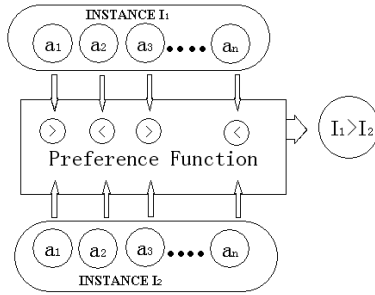 INSTANCE I1
a1 a2 a3 •••• an
> < > <
Preference Function
I1>I2
a1 a2 a3 •••• an
INSTANCE I2